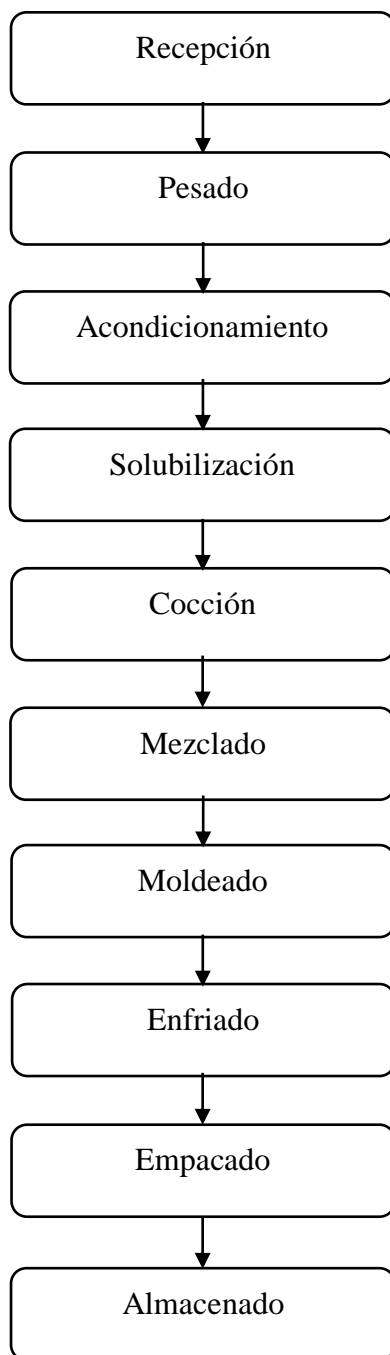 Recepción
Pesado
Acondicionamiento
Solubilización
Cocción
Mezclado
Moldeado
Enfriado
Empacado
Almacenado